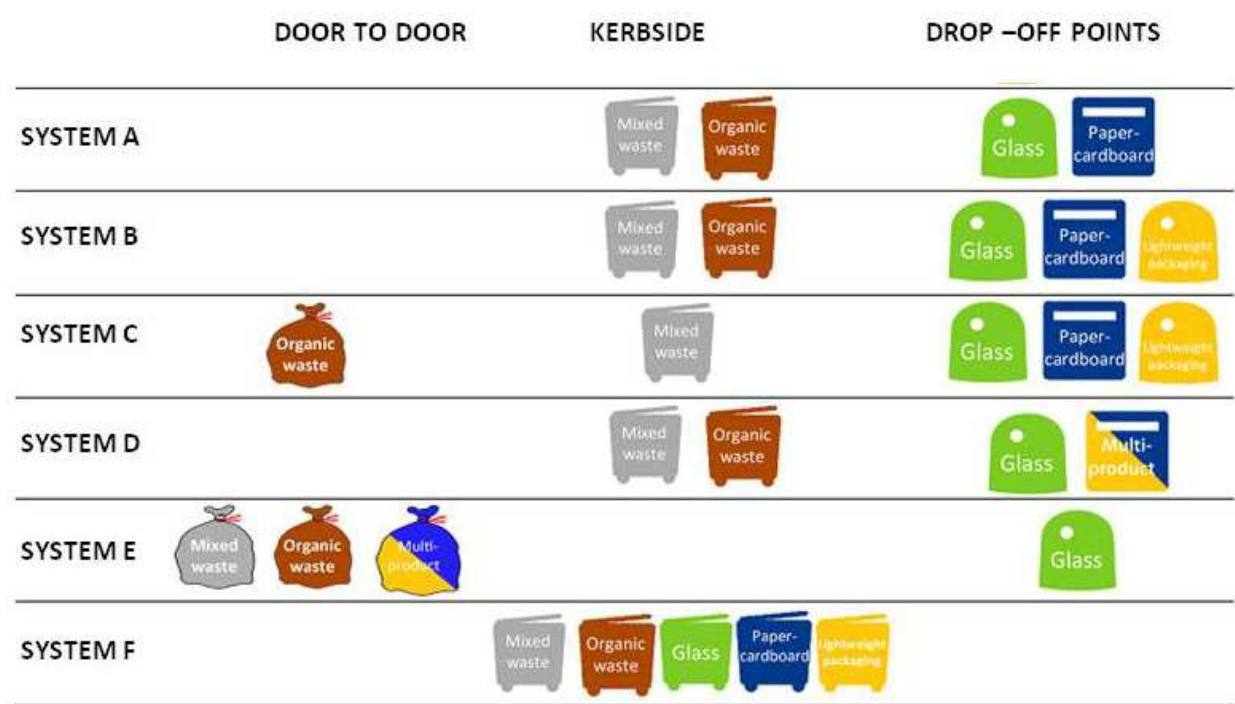 DOOR TO DOOR KERBSIDE DROP –OFF POINTS
SYSTEM A
Mixed
waste
Organic
waste
Glass
Paper-
cardboard
SYSTEM B
Mixed
waste
Organic
waste
Glass
Paper-
cardboard
Lightweight
packaging
SYSTEM C
Organic
waste
Mixed
waste
Glass
Paper-
cardboard
Lightweight
packaging
SYSTEM D
Mixed
waste
Organic
waste
Glass
Multi-
product
SYSTEM E
Mixed
waste
Organic
waste
Multi-
product
Glass
SYSTEM F
Mixed
waste
Organic
waste
Glass
Paper-
cardboard
Lightweight
packaging